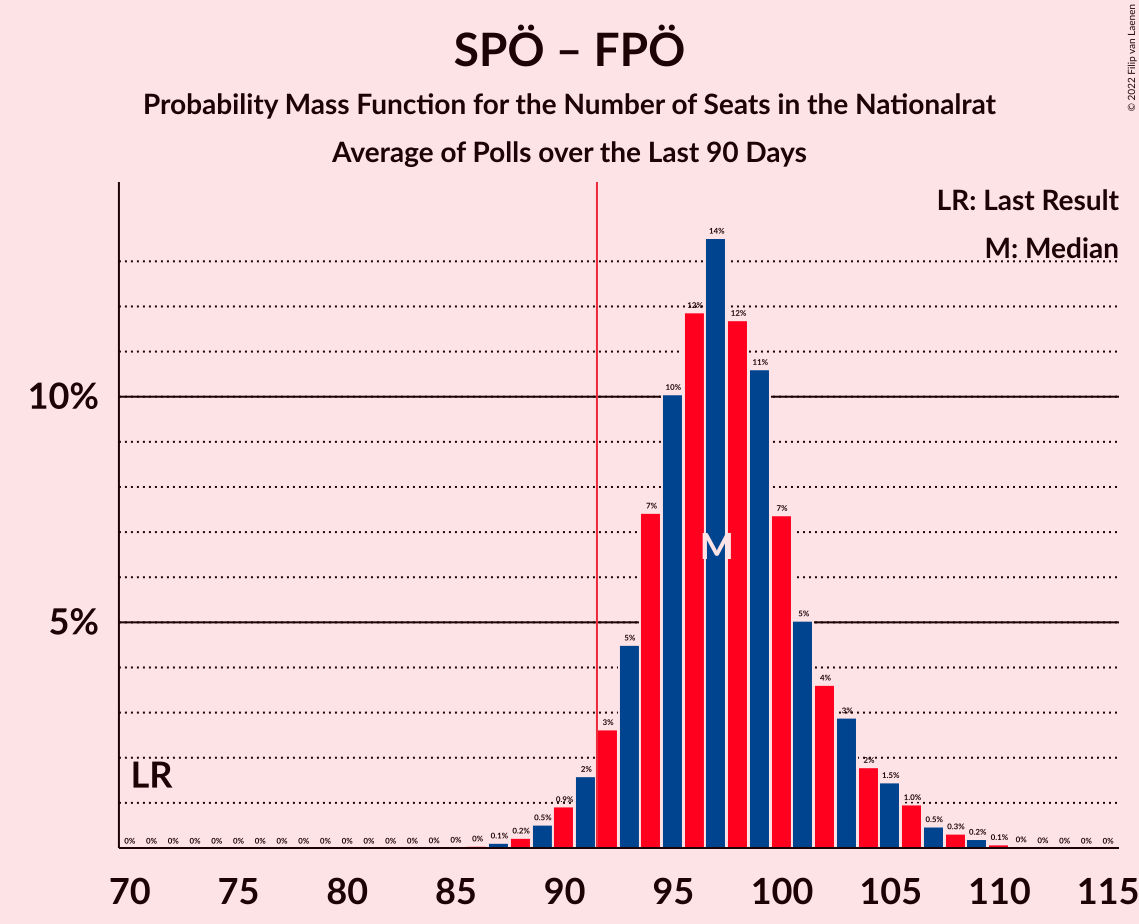 SPÖ – FPÖ
Probability Mass Function for the Number of Seats in the Nationalrat
Average of Polls over the Last 90 Days
© 2022 Filip van Laenen
LR: Last Result
M: Median
10%
5%
LR
M
0% 0% 0% 0% 0% 0% 0% 0% 0% 0% 0% 0% 0% 0% 0% 0% 0% 0.1% 0.2% 0.5% 0.9% 2% 3% 5% 7% 10% 12% 14% 12% 11% 7% 5% 4% 3% 2% 1.5% 1.0% 0.5% 0.3% 0.2% 0.1% 0% 0% 0% 0% 0%
70 75 80 85 90 95 100 105 110 115